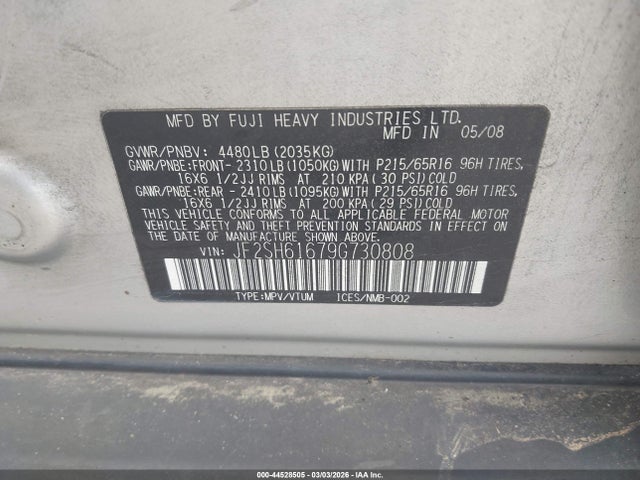 MFD BY FUJI HEAVY INDUSTRIES LTD.
MFD IN 05/08
GVWR/PNBV: 4480LB (2035KG)
GAWR/PNBE:FRONT- 2310LB(1050KG)WITH P215/65R16 96H TIRES,
16X6 1/2JJ RIMS AT 210 KPA ( 30 PSI)COLD
GAWR/PNBE:REAR - 2410LB(1095KG)WITH P215/65R16 96H TIRES,
16X6 1/2JJ RIMS AT 200 KPA ( 29 PSI)COLD
THIS VEHICLE CONFORMS TO ALL APPLICABLE FEDERAL MOTOR
VEHICLE SAFETY AND THEFT PREVENTION STANDARDS IN EFFECT
ON THE DATE OF MANUFACTURE SHOWN ABOVE.
VIN: JF2SH61679G730808
TYPE:MPV/VTUM ICES/NMB-002
000-44528505 - 03/03/2026 - IAAI.COM